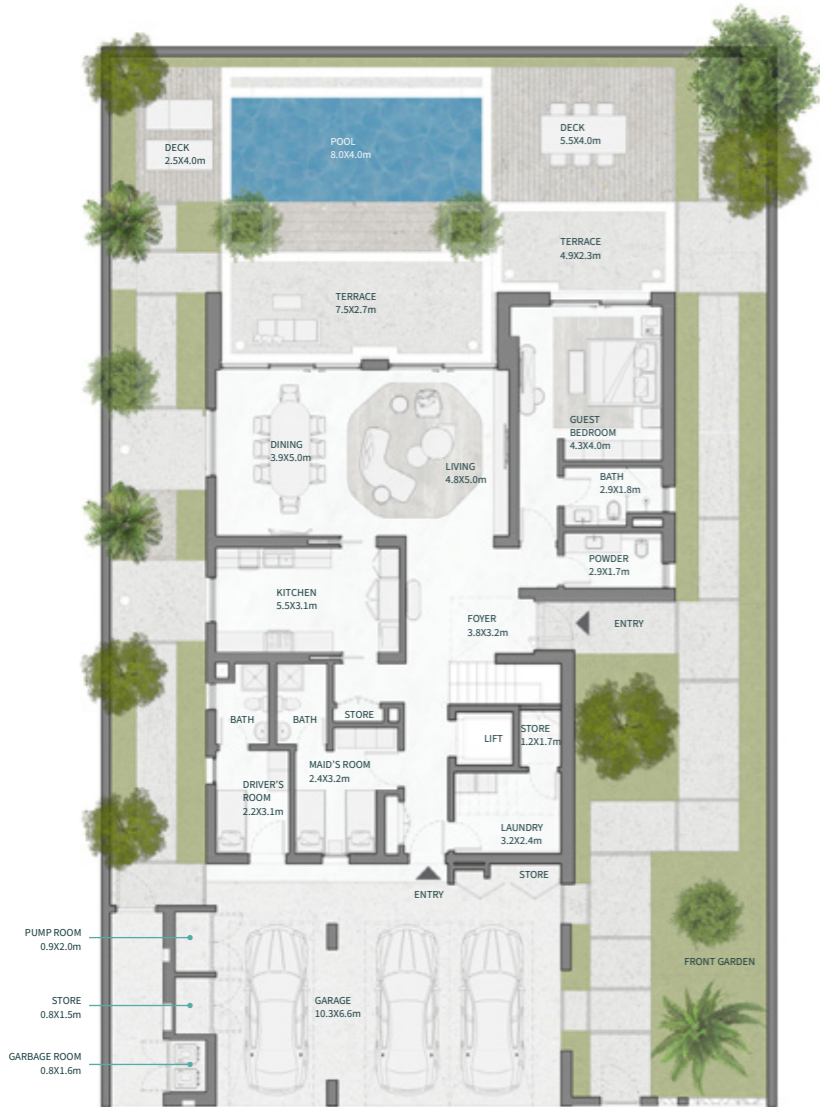 DECK
2.5X4.0m
POOL
8.0X4.0m
DECK
5.5X4.0m
TERRACE
4.9X2.3m
TERRACE
7.5X2.7m
GUEST
BEDROOM
4.3X4.0m
DINING
3.9X5.0m
LIVING
4.8X5.0m
BATH
2.9X1.8m
POWDER
2.9X1.7m
KITCHEN
5.5X3.1m
FOYER
3.8X3.2m
ENTRY
BATH
BATH
STORE
LIFT
STORE
1.2X1.7m
MAID'S ROOM
2.4X3.2m
DRIVER'S
ROOM
2.2X3.1m
LAUNDRY
3.2X2.4m
ENTRY
STORE
PUMP ROOM
0.9X2.0m
FRONT GARDEN
STORE
0.8X1.5m
GARAGE
10.3X6.6m
GARBAGE ROOM
0.8X1.6m